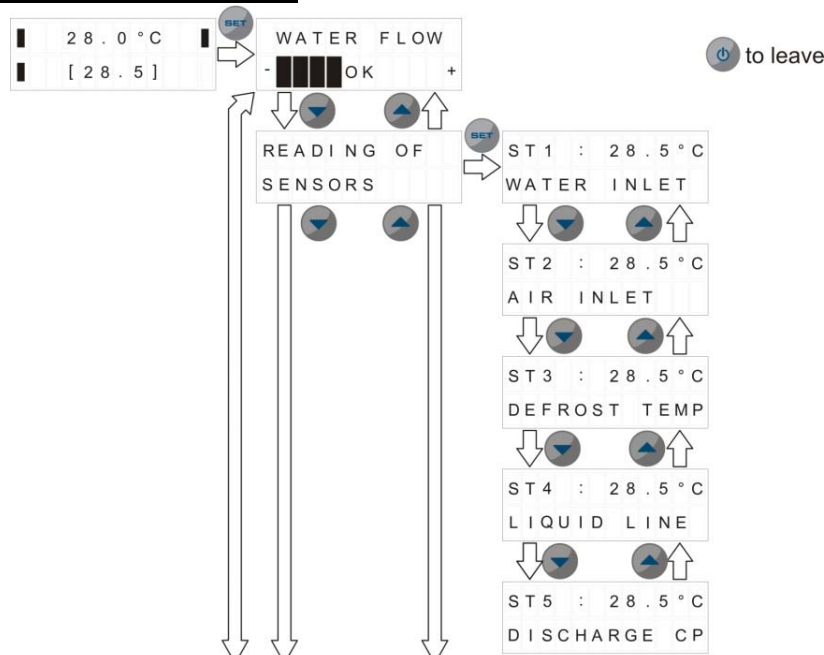 28.0°C
[28.5]
SET
WATER FLOW
- OK +
to leave
READING OF
SENSORS
SET
ST1 : 28.5°C
WATER INLET
ST2 : 28.5°C
AIR INLET
ST3 : 28.5°C
DEFROST TEMP
ST4 : 28.5°C
LIQUID LINE
ST5 : 28.5°C
DISCHARGE CP